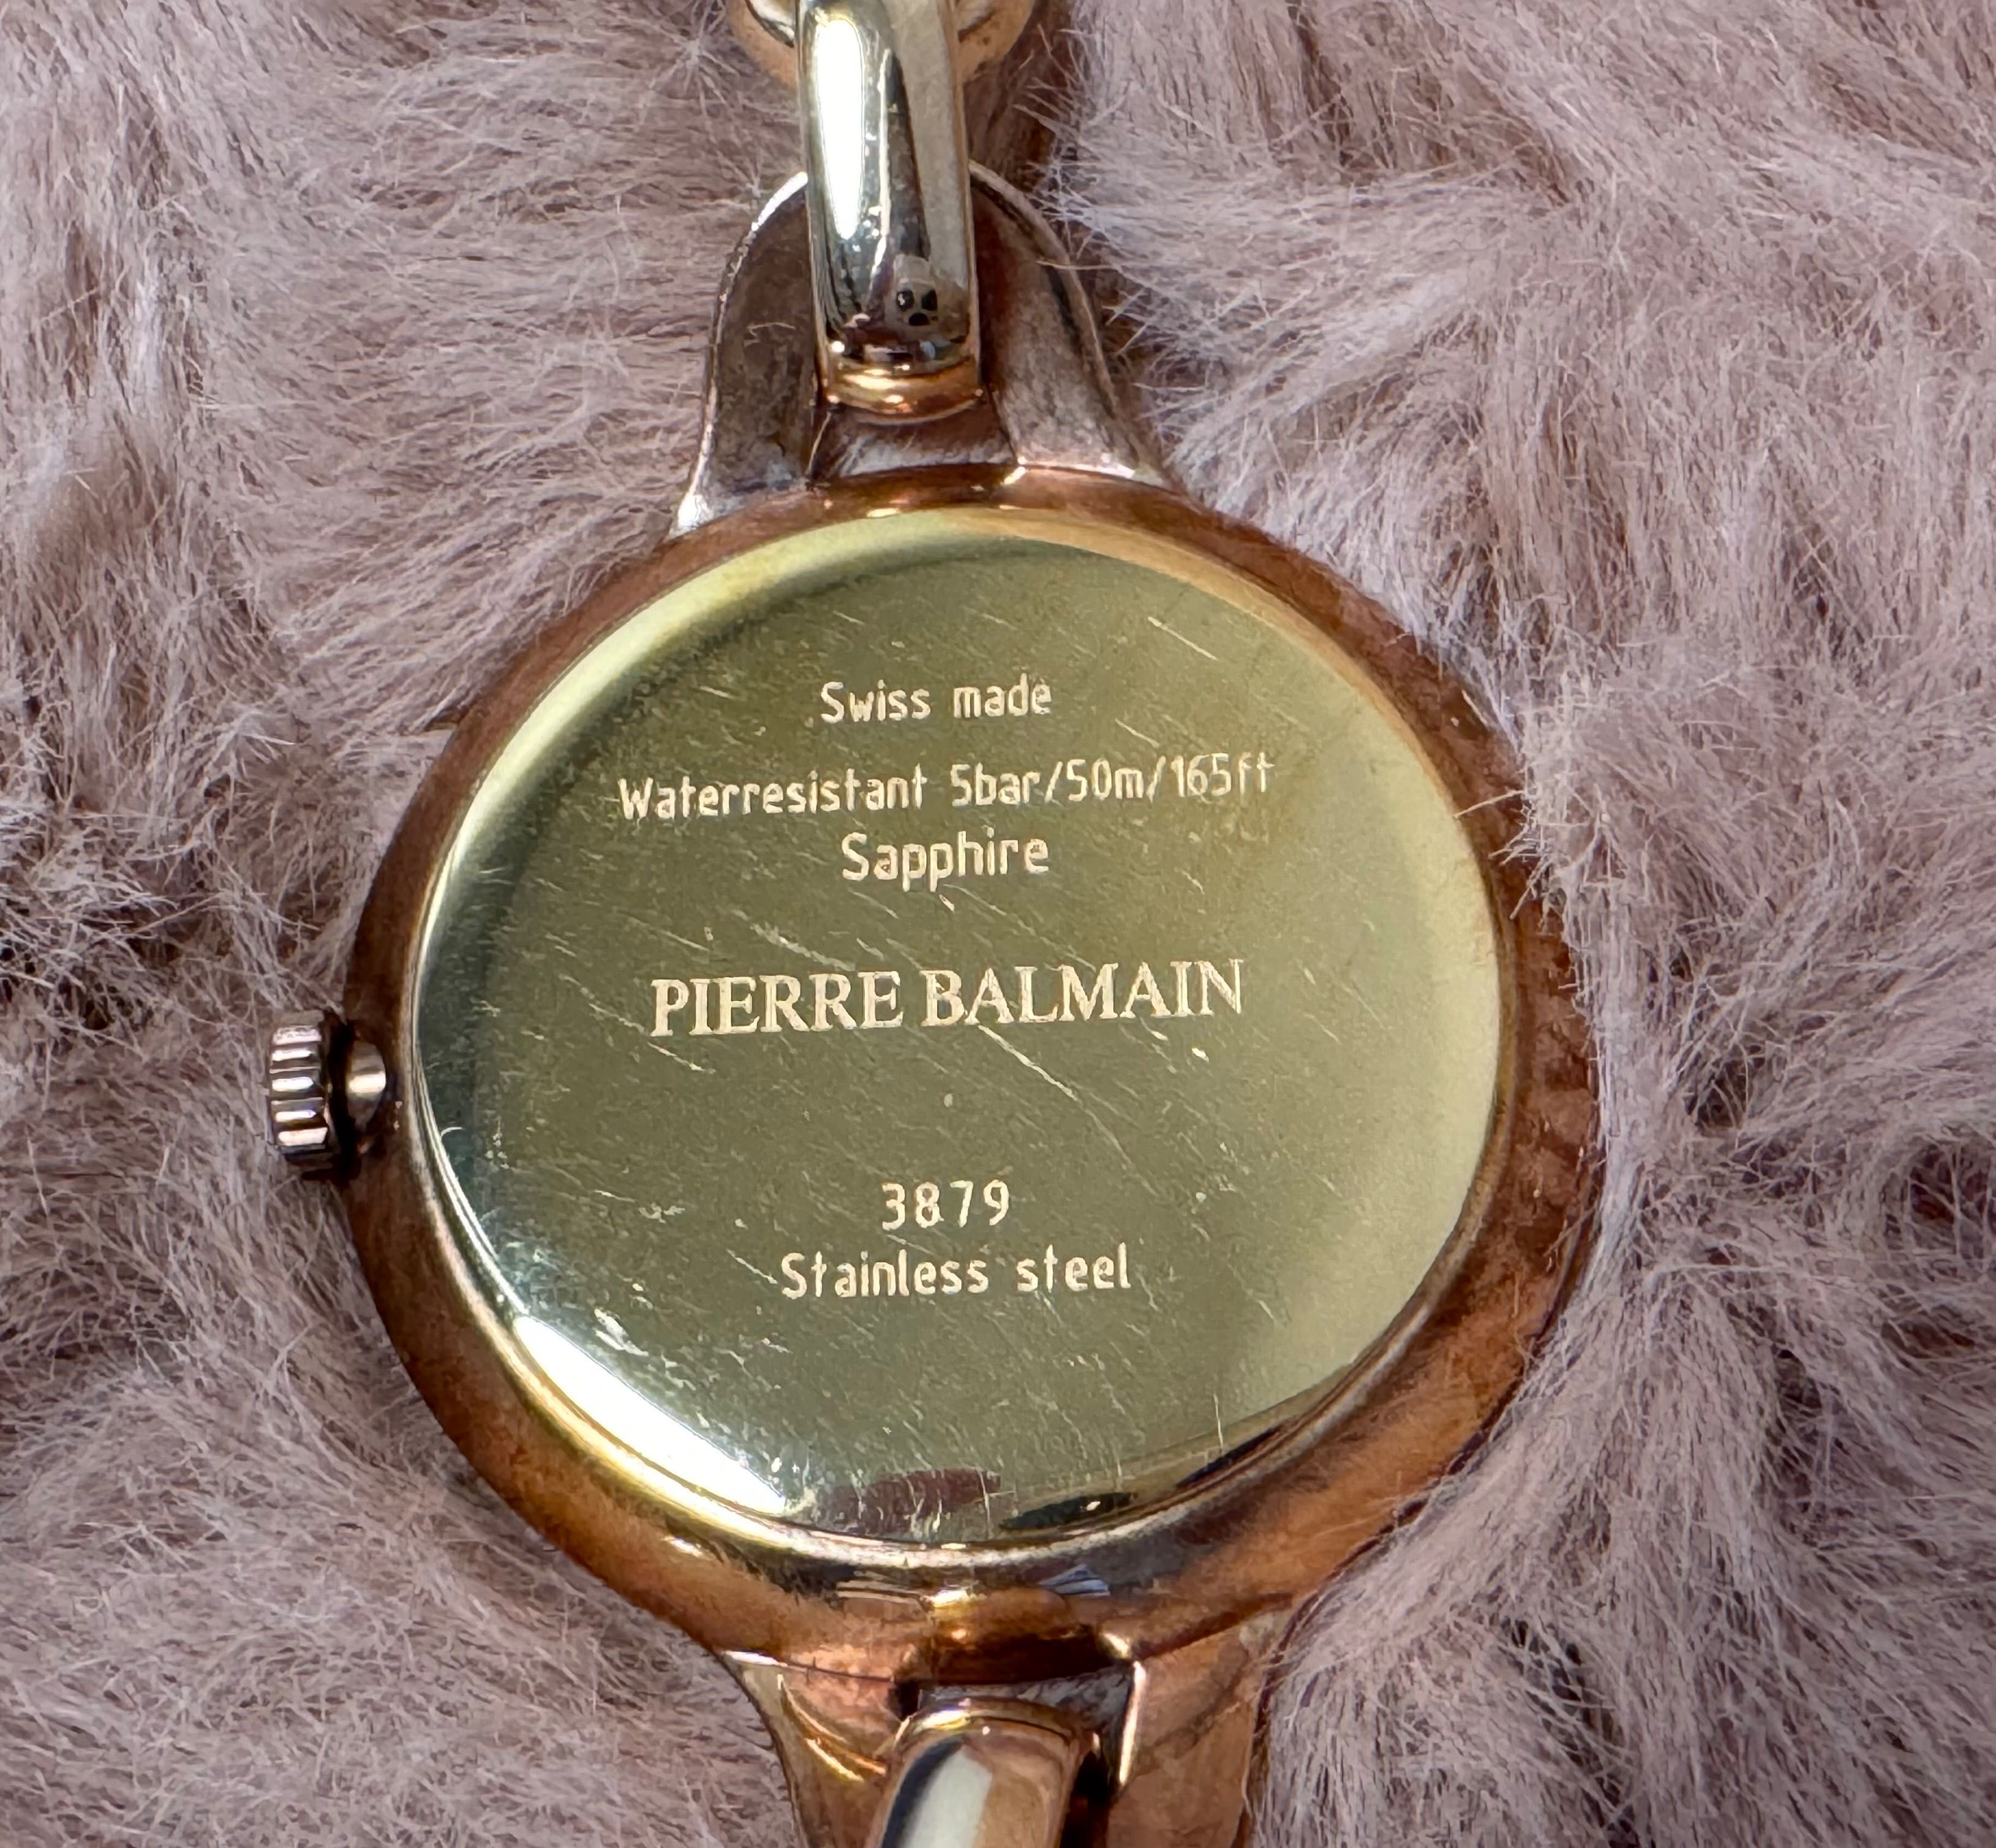 Swiss made
Waterresistant 5bar/50m/165ft
Sapphire
PIERRE BALMAIN
3879
Stainless steel